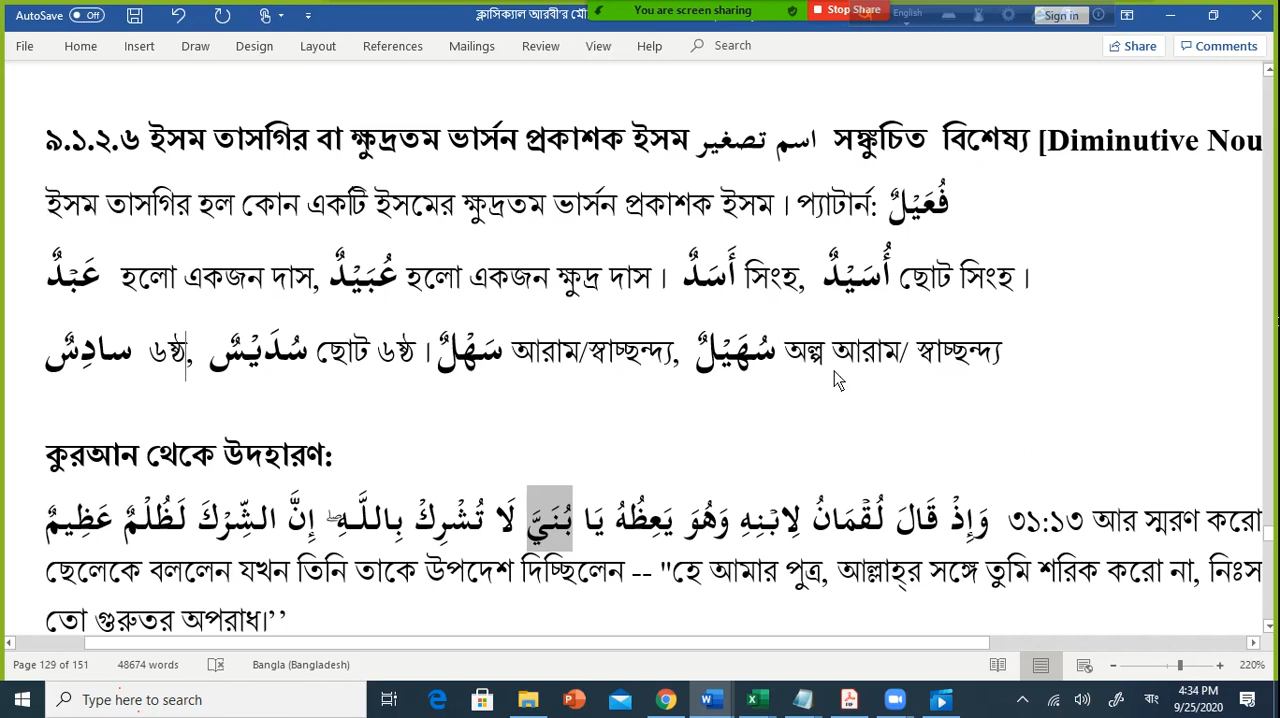 AutoSave Off
ক্লাসিক্যাল আরবী'র মৌ
You are screen sharing
Stop Share
English
Sign in
File Home Insert Draw Design Layout References Mailings Review View Help Search Share Comments
৯.১.২.৬ ইসম তাসগির বা ক্ষুদ্রতম ভার্সন প্রকাশক ইসম اسم تصغير সঙ্কুচিত বিশেষ্য [Diminutive Nou
ইসম তাসগির হল কোন একটি ইসমের ক্ষুদ্রতম ভার্সন প্রকাশক ইসম। প্যাটার্ন: فُعَيْلٌ
عَبْدٌ হলো একজন দাস, عُبَيْدٌ হলো একজন ক্ষুদ্র দাস। أَسَدٌ সিংহ, أُسَيْدٌ ছোট সিংহ।
سادِسٌ ৬ষ্ঠ, سُدَيْسٌ ছোট ৬ষ্ঠ। سَهْلٌ আরাম/স্বাচ্ছন্দ্য, سُهَيْلٌ অল্প আরাম/ স্বাচ্ছন্দ্য
কুরআন থেকে উদহারণ:
وَإِذْ قَالَ لُقْمَانُ لِابْنِهِ وَهُوَ يَعِظُهُ يَا بُنَيَّ لَا تُشْرِكْ بِاللَّهِ ۖ إِنَّ الشِّرْكَ لَظُلْمٌ عَظِيمٌ ৩১:১৩ আর স্মরণ করো
ছেলেকে বললেন যখন তিনি তাকে উপদেশ দিচ্ছিলেন -- "হে আমার পুত্র, আল্লাহ্‌র সঙ্গে তুমি শরিক করো না, নিঃস
তো গুরুতর অপরাধ।’’
Page 129 of 151 48674 words Bangla (Bangladesh) 220%
Type here to search
বাং
4:34 PM
9/25/2020